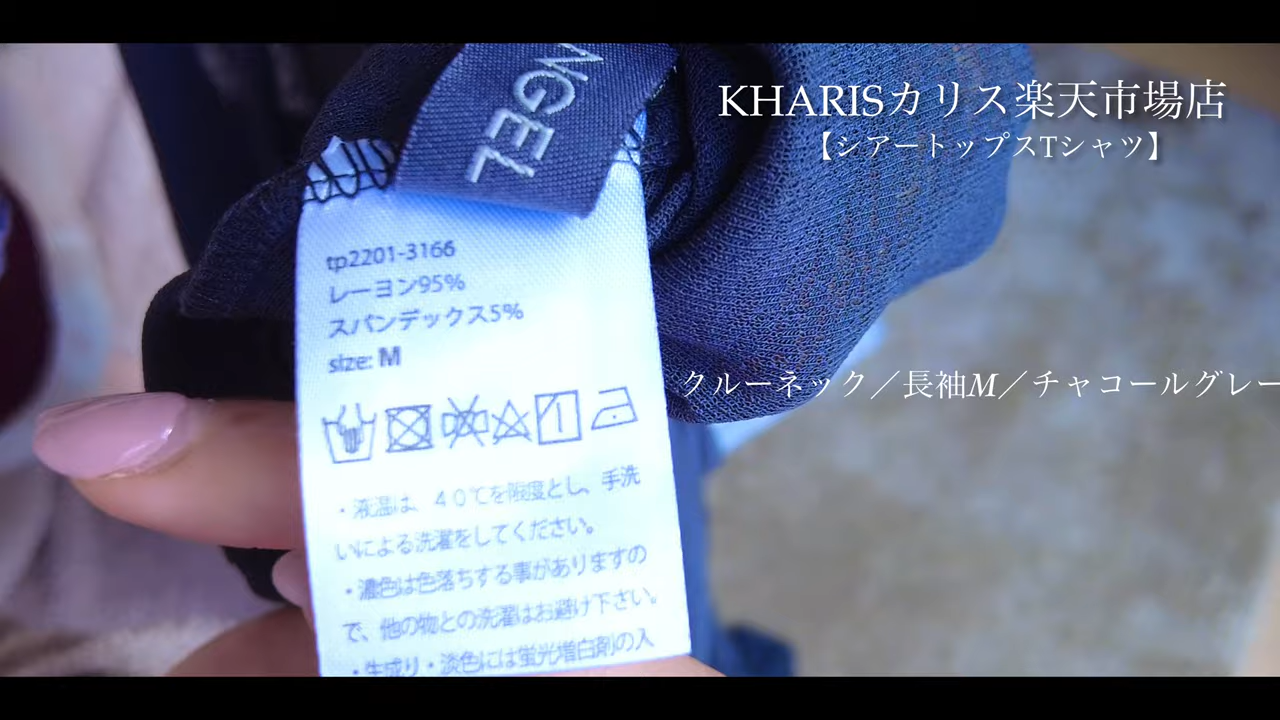 KHARISカリス楽天市場店
【シアートップスTシャツ】
NGEL
tp2201-3166
レーヨン95%
スパンデックス5%
size: M
クルーネック／長袖M／チャコールグレー
・液温は、４０℃を限度とし、手洗
いによる洗濯をしてください。
・濃色は色落ちする事がありますの
で、他の物との洗濯はお避け下さい。
・生成り・淡色には蛍光増白剤の入